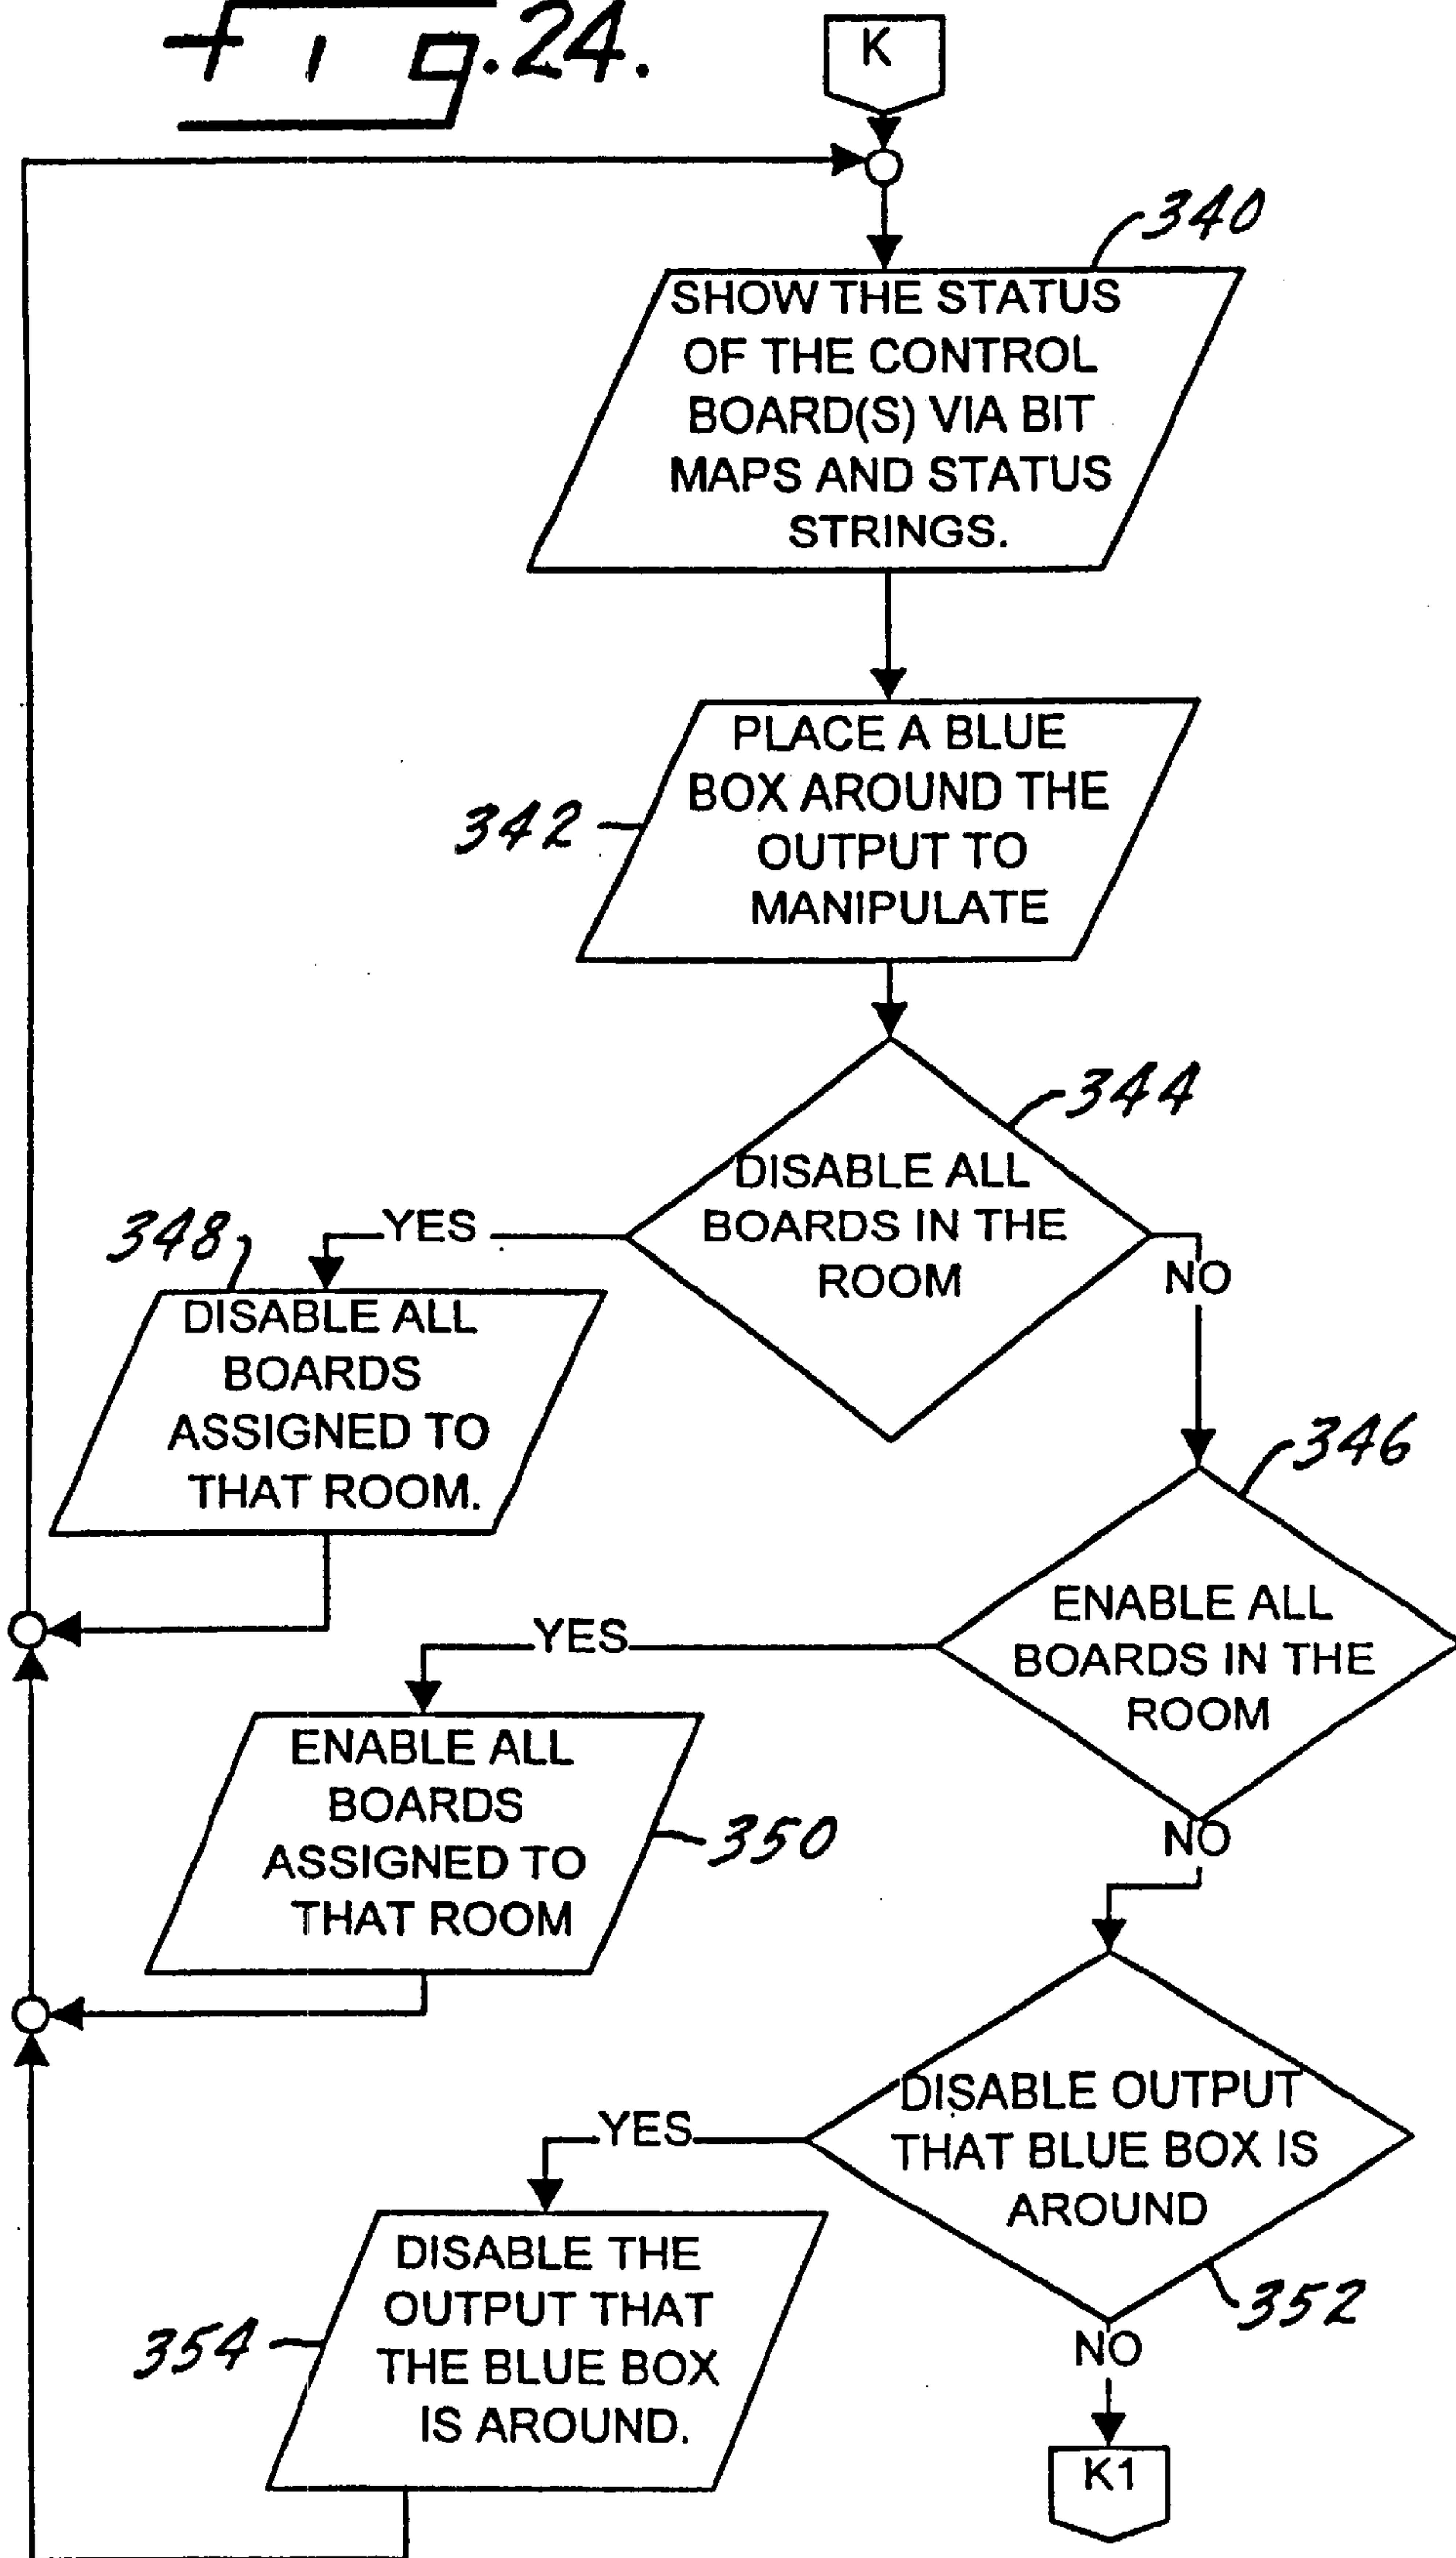 Fig.24.
K
340
SHOW THE STATUS
OF THE CONTROL
BOARD(S) VIA BIT
MAPS AND STATUS
STRINGS.
342
PLACE A BLUE
BOX AROUND THE
OUTPUT TO
MANIPULATE
344
DISABLE ALL
BOARDS IN THE
ROOM
YES
NO
348
DISABLE ALL
BOARDS
ASSIGNED TO
THAT ROOM.
346
ENABLE ALL
BOARDS IN THE
ROOM
YES
NO
ENABLE ALL
BOARDS
ASSIGNED TO
THAT ROOM
350
DISABLE OUTPUT
THAT BLUE BOX IS
AROUND
352
YES
NO
354
DISABLE THE
OUTPUT THAT
THE BLUE BOX
IS AROUND.
K1